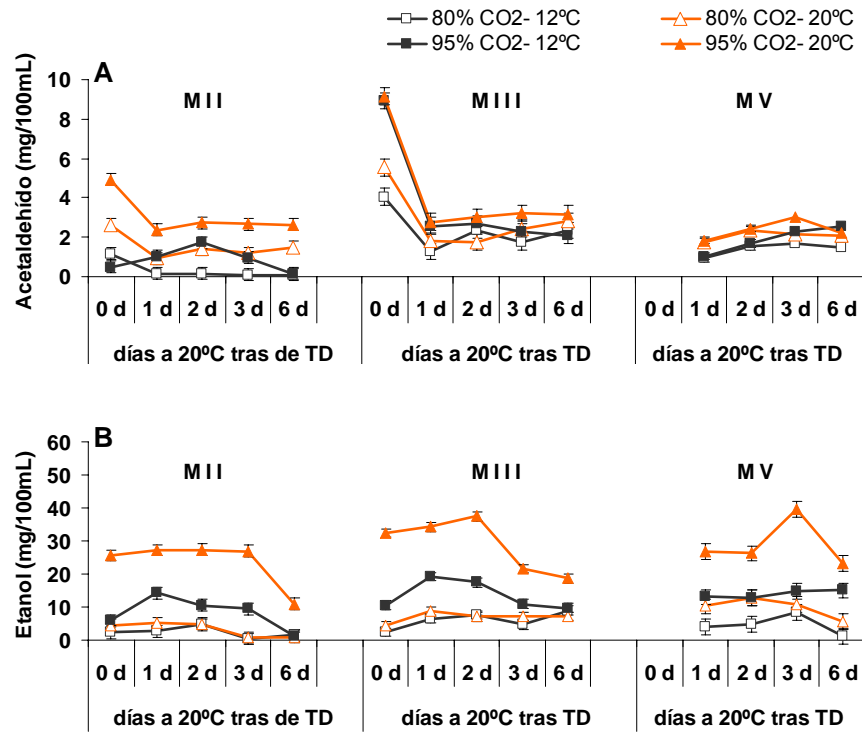 80% CO2- 12ºC 80% CO2- 20ºC
95% CO2- 12ºC 95% CO2- 20ºC
A
Acetaldehído (mg/100mL)
10
8
6
4
2
0
M II M III M V
0 d 1 d 2 d 3 d 6 d 0 d 1 d 2 d 3 d 6 d 0 d 1 d 2 d 3 d 6 d
días a 20ºC tras de TD días a 20ºC tras TD días a 20ºC tras TD
B
Etanol (mg/100mL)
60
50
40
30
20
10
0
M II M III M V
0 d 1 d 2 d 3 d 6 d 0 d 1 d 2 d 3 d 6 d 0 d 1 d 2 d 3 d 6 d
días a 20ºC tras de TD días a 20ºC tras TD días a 20ºC tras TD